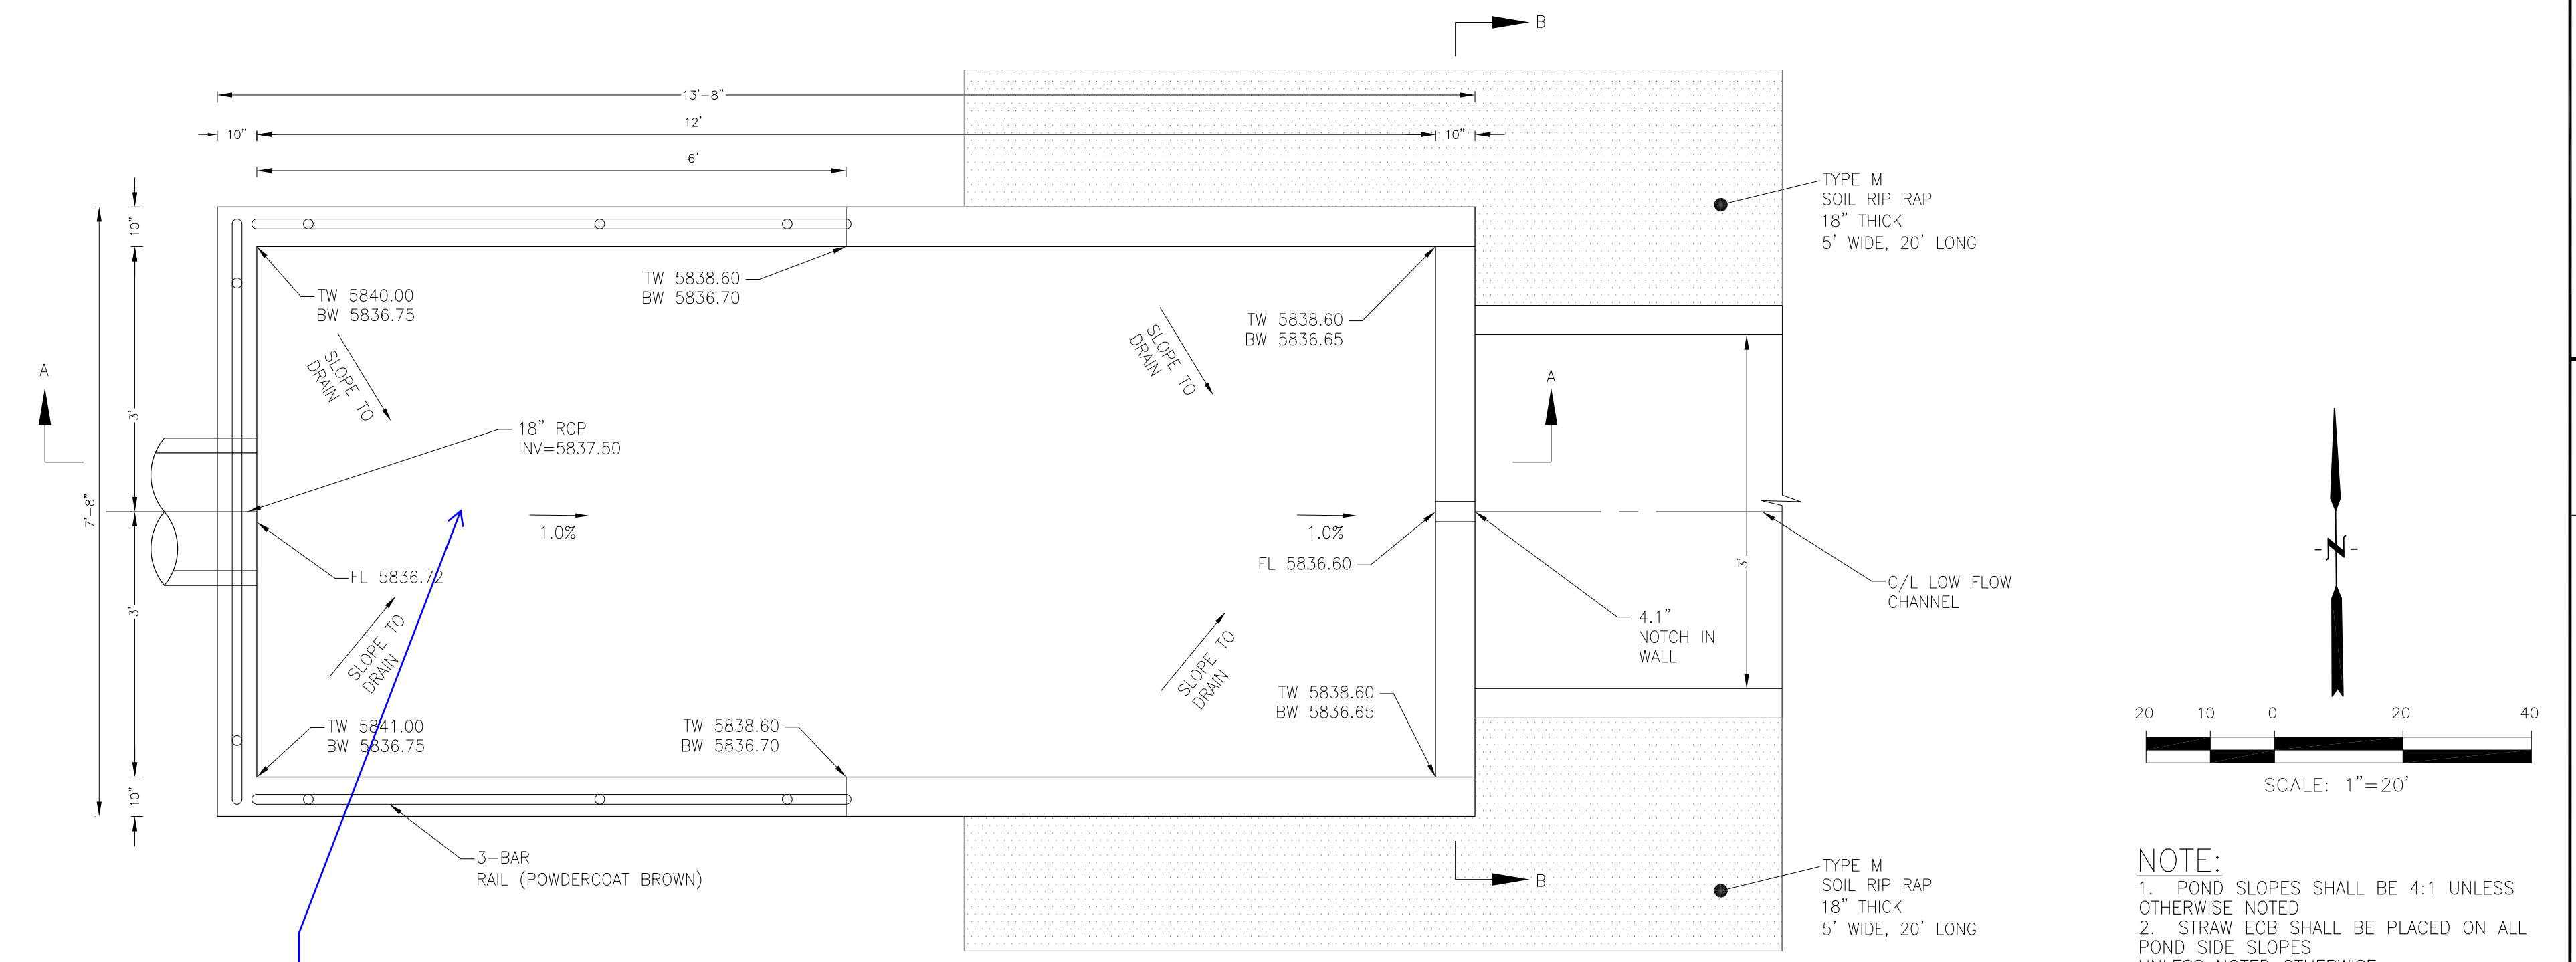 B
13'-8"
10"
12'
10"
6'
TYPE M
SOIL RIP RAP
18" THICK
5' WIDE, 20' LONG
10"
TW 5840.00
BW 5836.75
TW 5838.60
BW 5836.70
TW 5838.60
BW 5836.65
SLOPE TO
DRAIN
SLOPE TO
DRAIN
A
A
3'
18" RCP
INV=5837.50
7'-8"
1.0%
1.0%
FL 5836.72
FL 5836.60
3'
C/L LOW FLOW
CHANNEL
4.1"
NOTCH IN
WALL
3'
SLOPE TO
DRAIN
SLOPE TO
DRAIN
TW 5841.00
BW 5836.75
TW 5838.60
BW 5836.70
TW 5838.60
BW 5836.65
10"
3-BAR
RAIL (POWDERCOAT BROWN)
B
TYPE M
SOIL RIP RAP
18" THICK
5' WIDE, 20' LONG
-N-
20 10 0 20 40
SCALE: 1"=20'
NOTE:
1. POND SLOPES SHALL BE 4:1 UNLESS
OTHERWISE NOTED
2. STRAW ECB SHALL BE PLACED ON ALL
POND SIDE SLOPES
UNLESS NOTED OTHERWISE